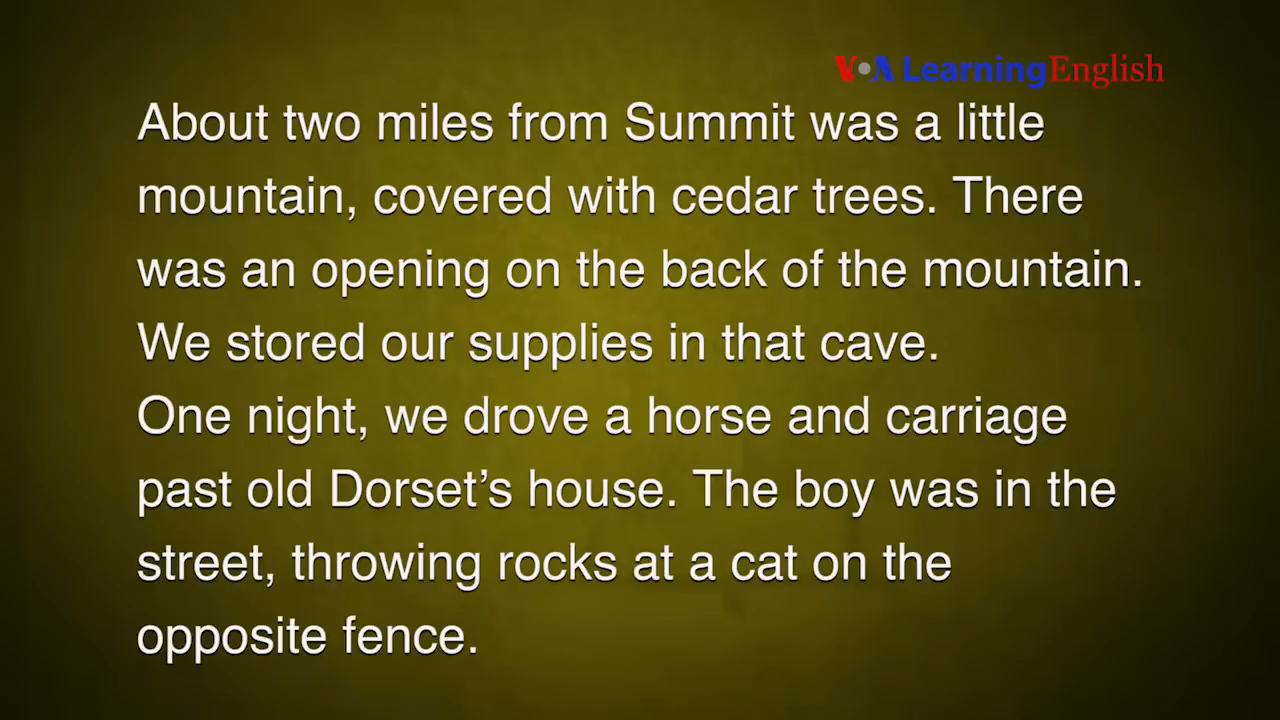 VOA Learning English
About two miles from Summit was a little
mountain, covered with cedar trees. There
was an opening on the back of the mountain.
We stored our supplies in that cave.
One night, we drove a horse and carriage
past old Dorset’s house. The boy was in the
street, throwing rocks at a cat on the
opposite fence.